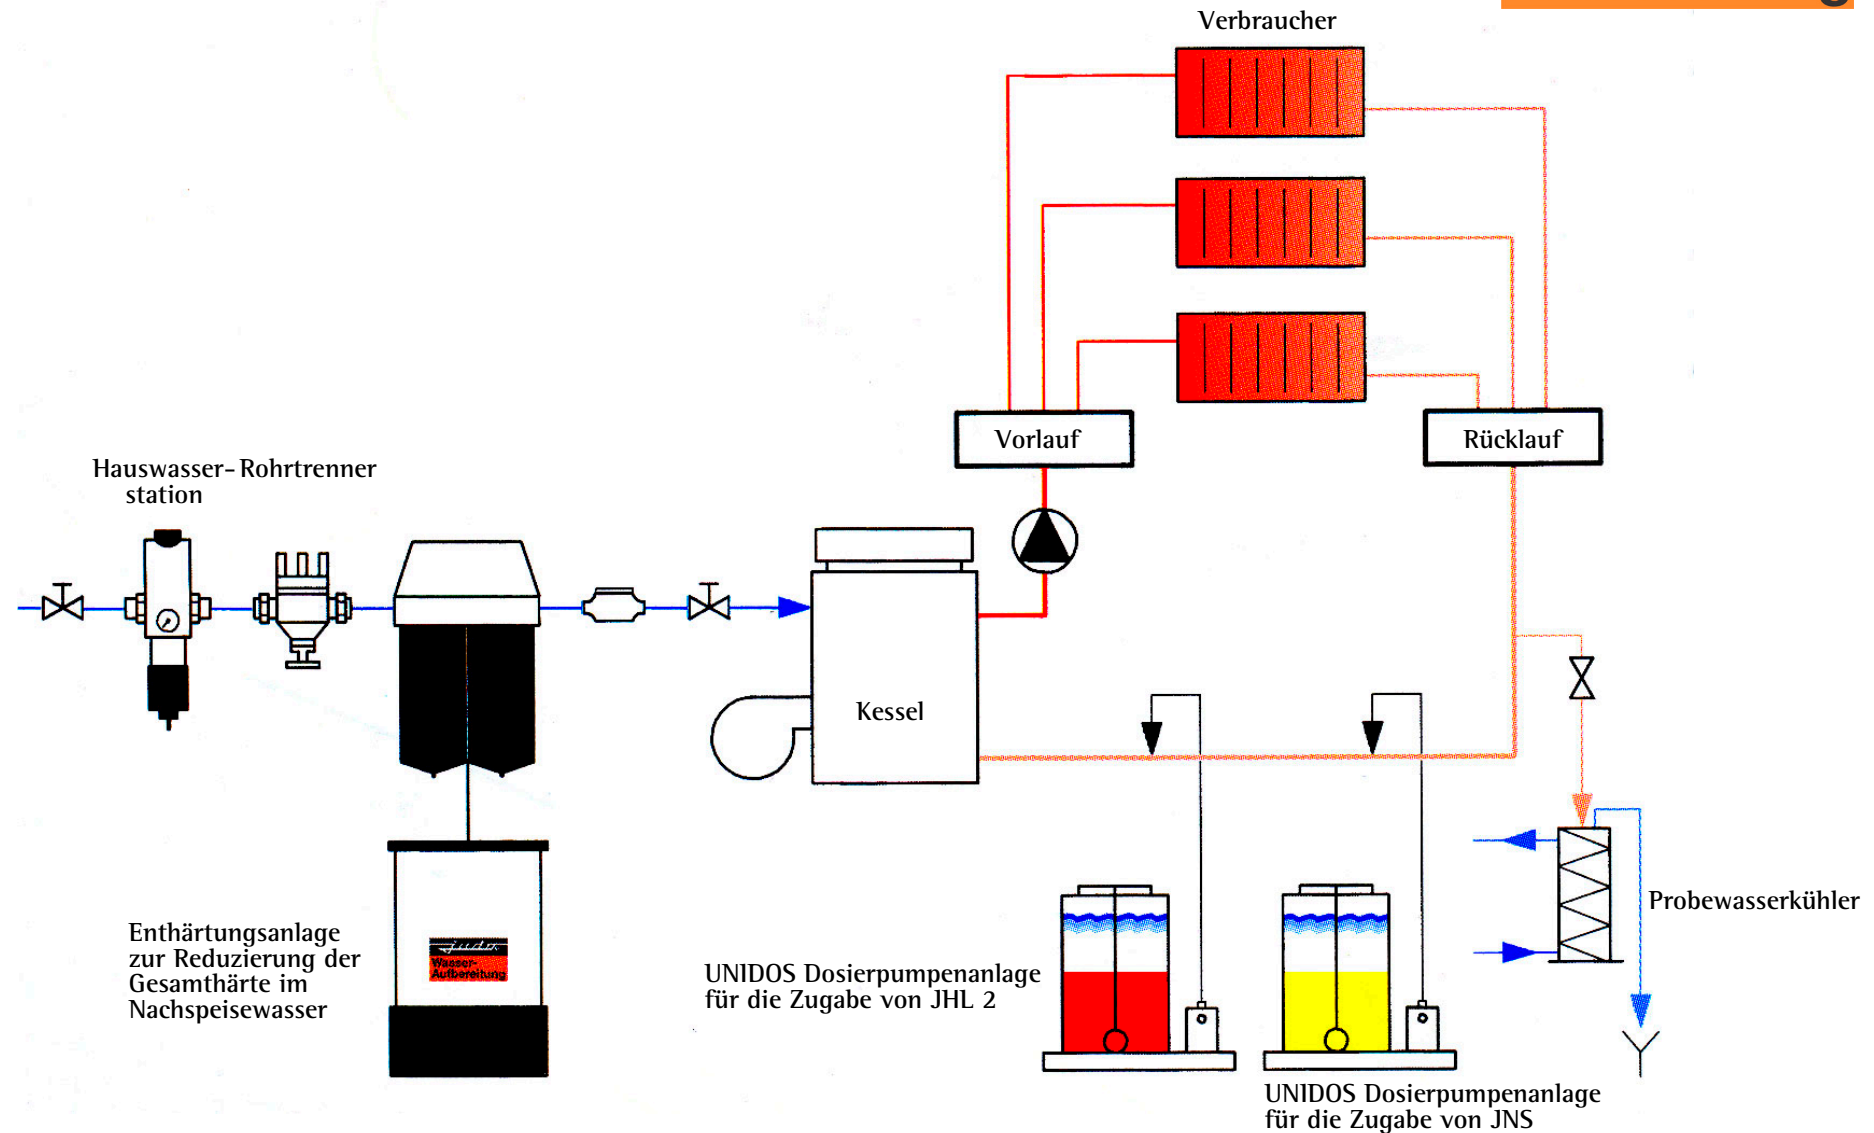 Verbraucher
Vorlauf
Rücklauf
Hauswasser- Rohrtrenner
station
Kessel
Enthärtungsanlage
zur Reduzierung der
Gesamthärte im
Nachspeisewasser
judo
Wasser-
Aufbereitung
UNIDOS Dosierpumpenanlage
für die Zugabe von JHL 2
Probewasserkühler
UNIDOS Dosierpumpenanlage
für die Zugabe von JNS